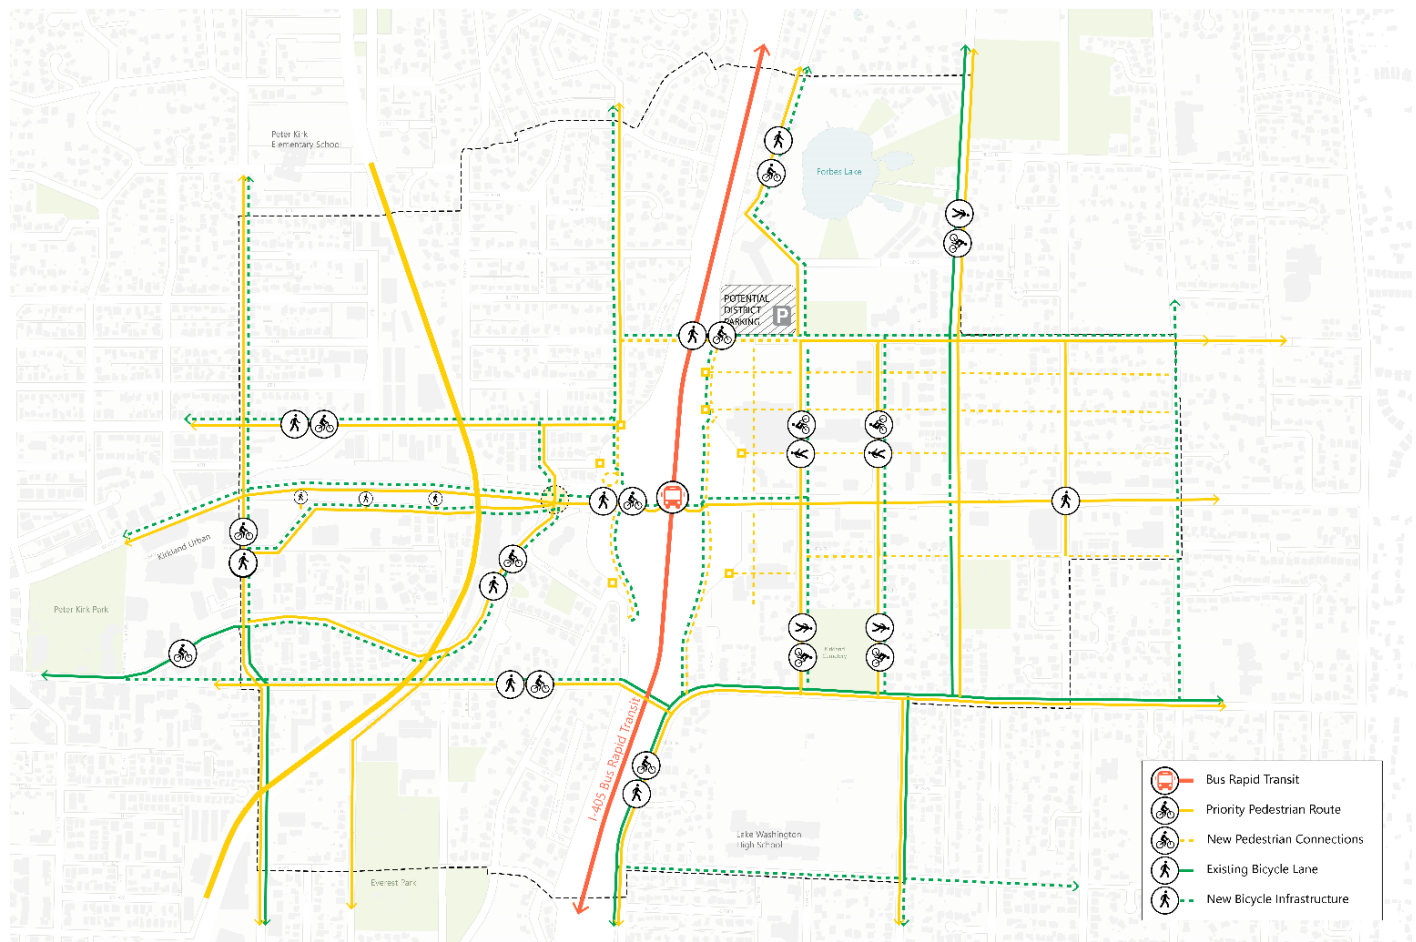 Peter Kirk
Elementary School
Forbes Lake
POTENTIAL
DISTRICT
PARKING
P
Kirkland Urban
Peter Kirk Park
Kirkland
Cemetery
I-405 Bus Rapid Transit
Lake Washington
High School
Everest Park
Bus Rapid Transit
Priority Pedestrian Route
New Pedestrian Connections
Existing Bicycle Lane
New Bicycle Infrastructure